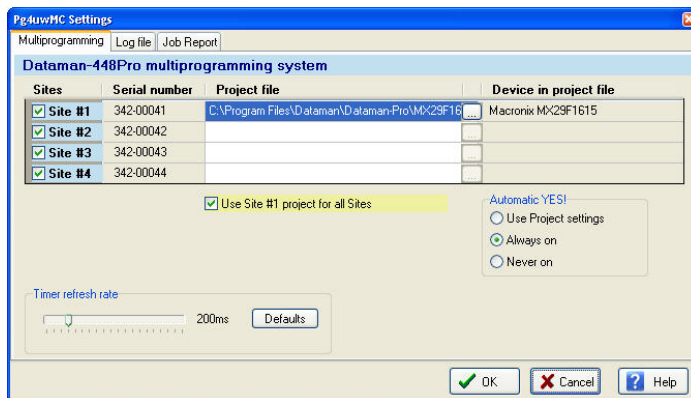 Pg4uwMC Settings
Multiprogramming Log file Job Report
Dataman-448Pro multiprogramming system
Sites Serial number Project file Device in project file
Site #1 342-00041 C:\Program Files\Dataman\Dataman-Pro\MX29F16 ... Macronix MX29F1615
Site #2 342-00042 ...
Site #3 342-00043 ...
Site #4 342-00044 ...
Use Site #1 project for all Sites
Automatic YES!
Use Project settings
Always on
Never on
Timer refresh rate
200ms Defaults
OK Cancel Help